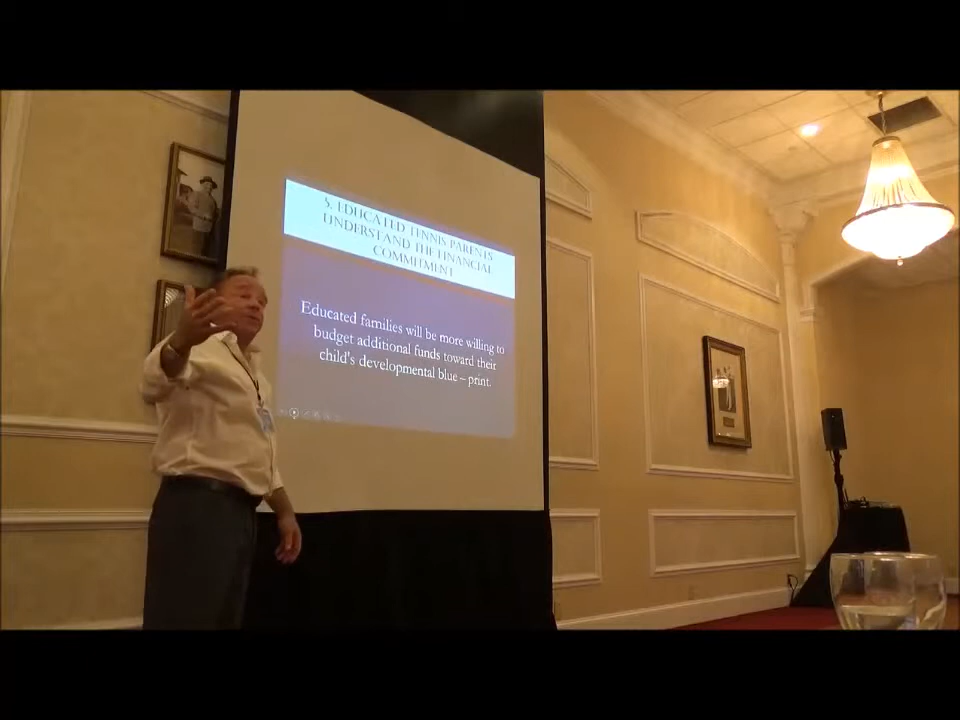 5. EDUCATED TENNIS PARENTS
UNDERSTAND THE FINANCIAL
COMMITMENT
Educated families will be more willing to
budget additional funds toward their
child's developmental blue – print.